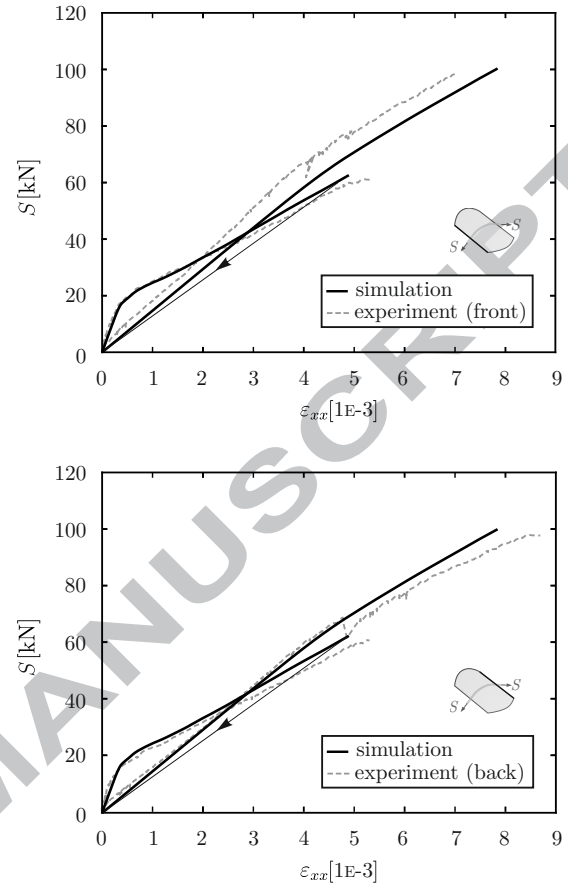 120
100
80
60
40
20
0
S [kN]
S
S
simulation
experiment (front)
0 1 2 3 4 5 6 7 8 9
εxx[1E-3]
120
100
80
60
40
20
0
S [kN]
S
S
simulation
experiment (back)
0 1 2 3 4 5 6 7 8 9
εxx[1E-3]
MANUSCRIPT